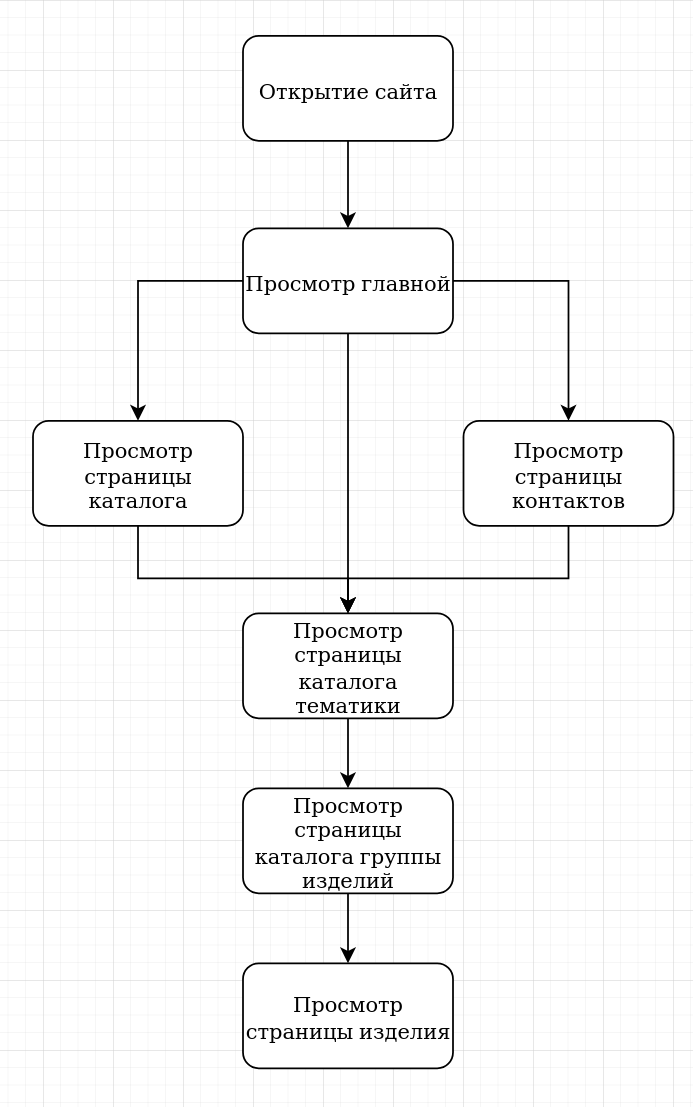 Открытие сайта
Просмотр главной
Просмотр
страницы
каталога
Просмотр
страницы
контактов
Просмотр
страницы
каталога
тематики
Просмотр
страницы
каталога группы
изделий
Просмотр
страницы изделия